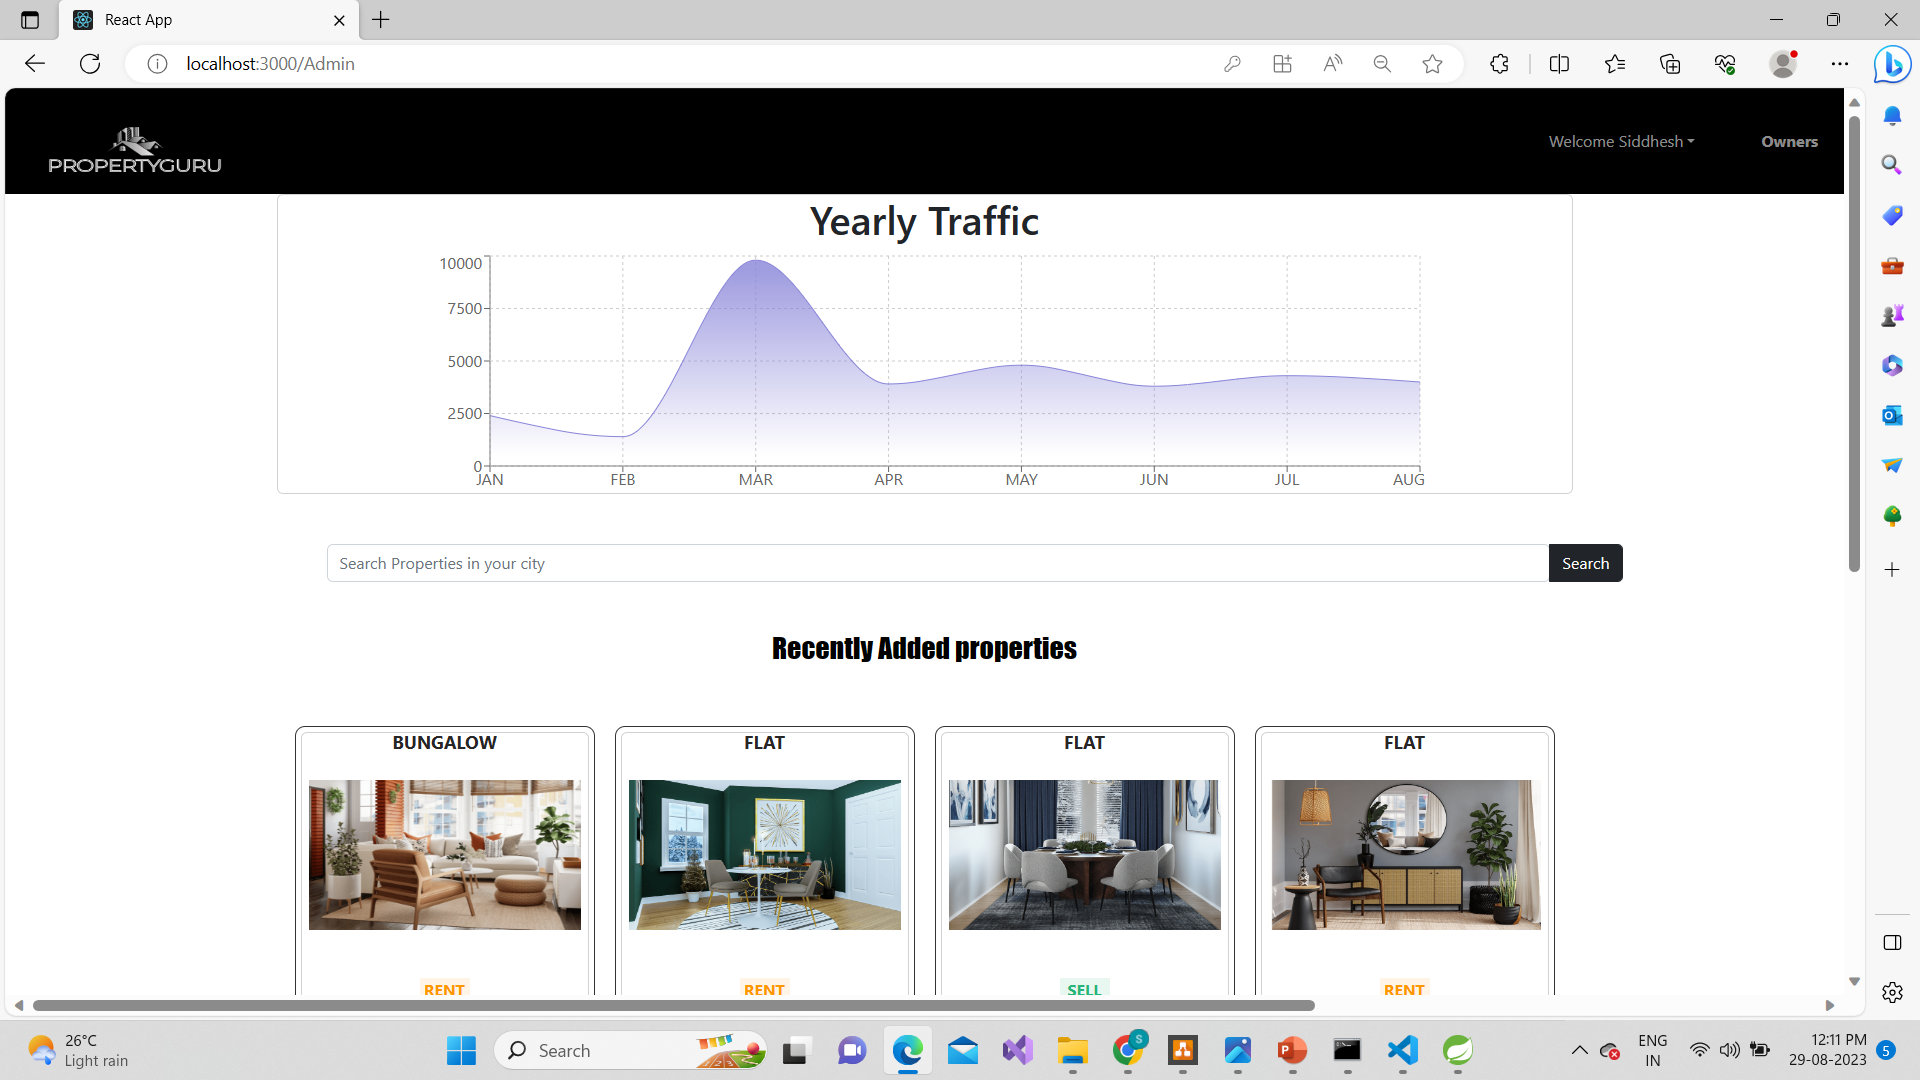 React App
localhost:3000/Admin
PROPERTYGURU
Welcome Siddhesh
Owners
Yearly Traffic
10000
7500
5000
2500
0
JAN FEB MAR APR MAY JUN JUL AUG
Search Properties in your city
Search
Recently Added properties
BUNGALOW FLAT FLAT FLAT
RENT RENT SELL RENT
26°C
Light rain
Search
S
ENG
IN
12:11 PM
29-08-2023
5